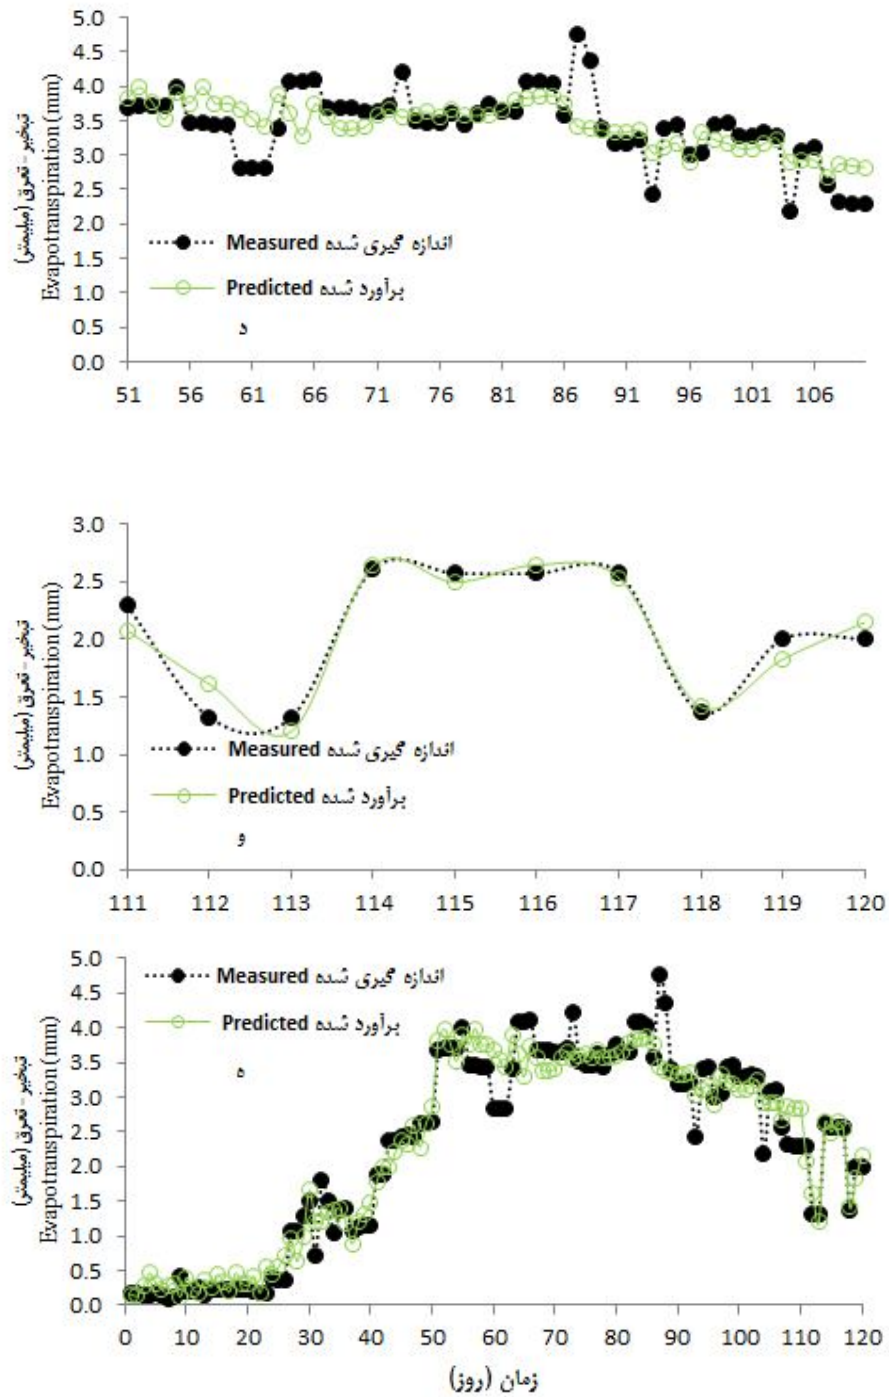 5.0
4.5
4.0
3.5
3.0
2.5
2.0
1.5
1.0
0.5
0.0
تبخیر - تعرق (میلیمتر)
Evapotranspiration (mm)
Measured اندازه گیری شده
Predicted برآورد شده
د
51 56 61 66 71 76 81 86 91 96 101 106
3.0
2.5
2.0
1.5
1.0
0.5
0.0
تبخیر - تعرق (میلیمتر)
Evapotranspiration (mm)
Measured اندازه گیری شده
Predicted برآورد شده
و
111 112 113 114 115 116 117 118 119 120
5.0
4.5
4.0
3.5
3.0
2.5
2.0
1.5
1.0
0.5
0.0
تبخیر - تعرق (میلیمتر)
Evapotranspiration (mm)
Measured اندازه گیری شده
Predicted برآورد شده
ه
0 10 20 30 40 50 60 70 80 90 100 110 120
زمان (روز)